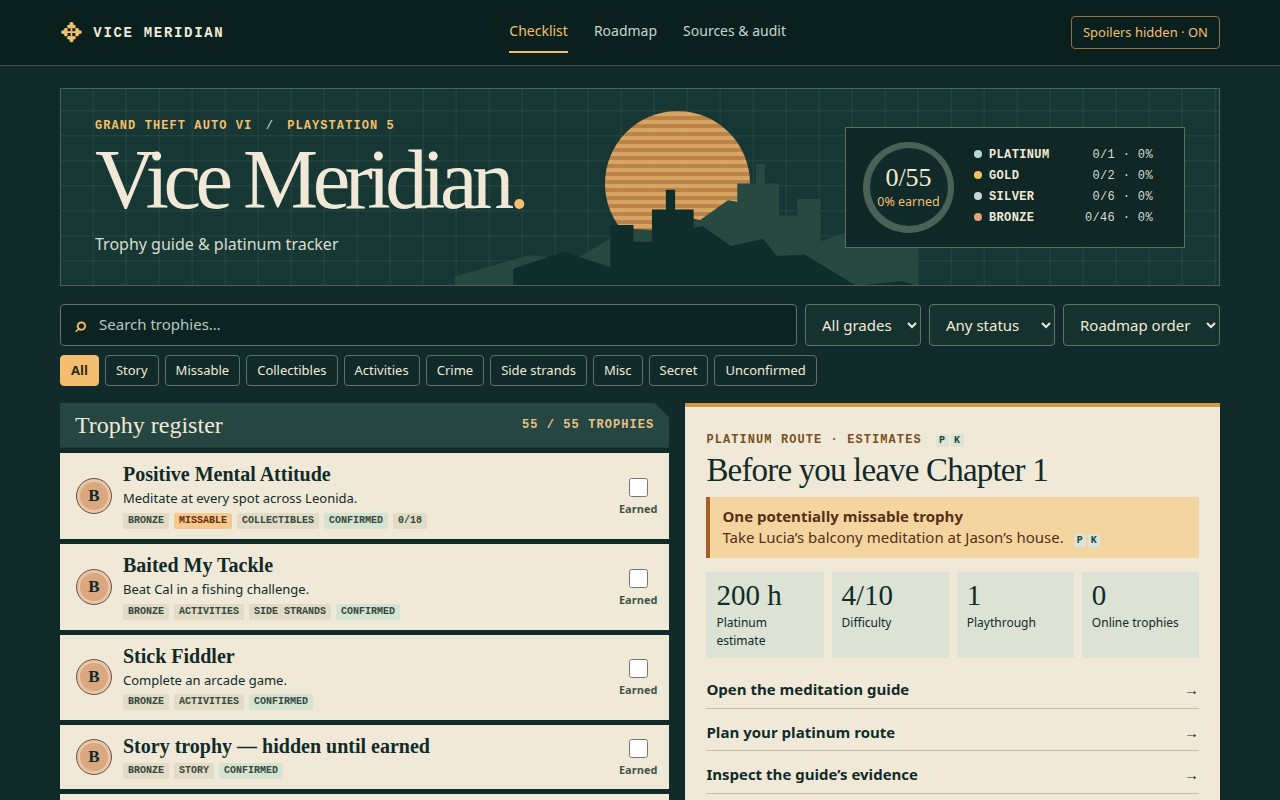 VICE MERIDIAN
Checklist
Roadmap
Sources & audit
Spoilers hidden · ON
GRAND THEFT AUTO VI / PLAYSTATION 5
Vice Meridian.
Trophy guide & platinum tracker
0/55
0% earned
PLATINUM 0/1 · 0%
GOLD 0/2 · 0%
SILVER 0/6 · 0%
BRONZE 0/46 · 0%
Search trophies...
All grades
Any status
Roadmap order
All
Story
Missable
Collectibles
Activities
Crime
Side strands
Misc
Secret
Unconfirmed
Trophy register
55 / 55 TROPHIES
B
Positive Mental Attitude
Meditate at every spot across Leonida.
BRONZE MISSABLE COLLECTIBLES CONFIRMED 0/18
Earned
B
Baited My Tackle
Beat Cal in a fishing challenge.
BRONZE ACTIVITIES SIDE STRANDS CONFIRMED
Earned
B
Stick Fiddler
Complete an arcade game.
BRONZE ACTIVITIES CONFIRMED
Earned
B
Story trophy — hidden until earned
BRONZE STORY CONFIRMED
Earned
PLATINUM ROUTE · ESTIMATES P K
Before you leave Chapter 1
One potentially missable trophy
Take Lucia’s balcony meditation at Jason’s house. P K
200 h
Platinum
estimate
4/10
Difficulty
1
Playthrough
0
Online trophies
Open the meditation guide →
Plan your platinum route →
Inspect the guide’s evidence →